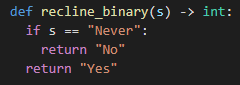 def recline_binary(s) -> int:
  if s == "Never":
    return "No"
  return "Yes"